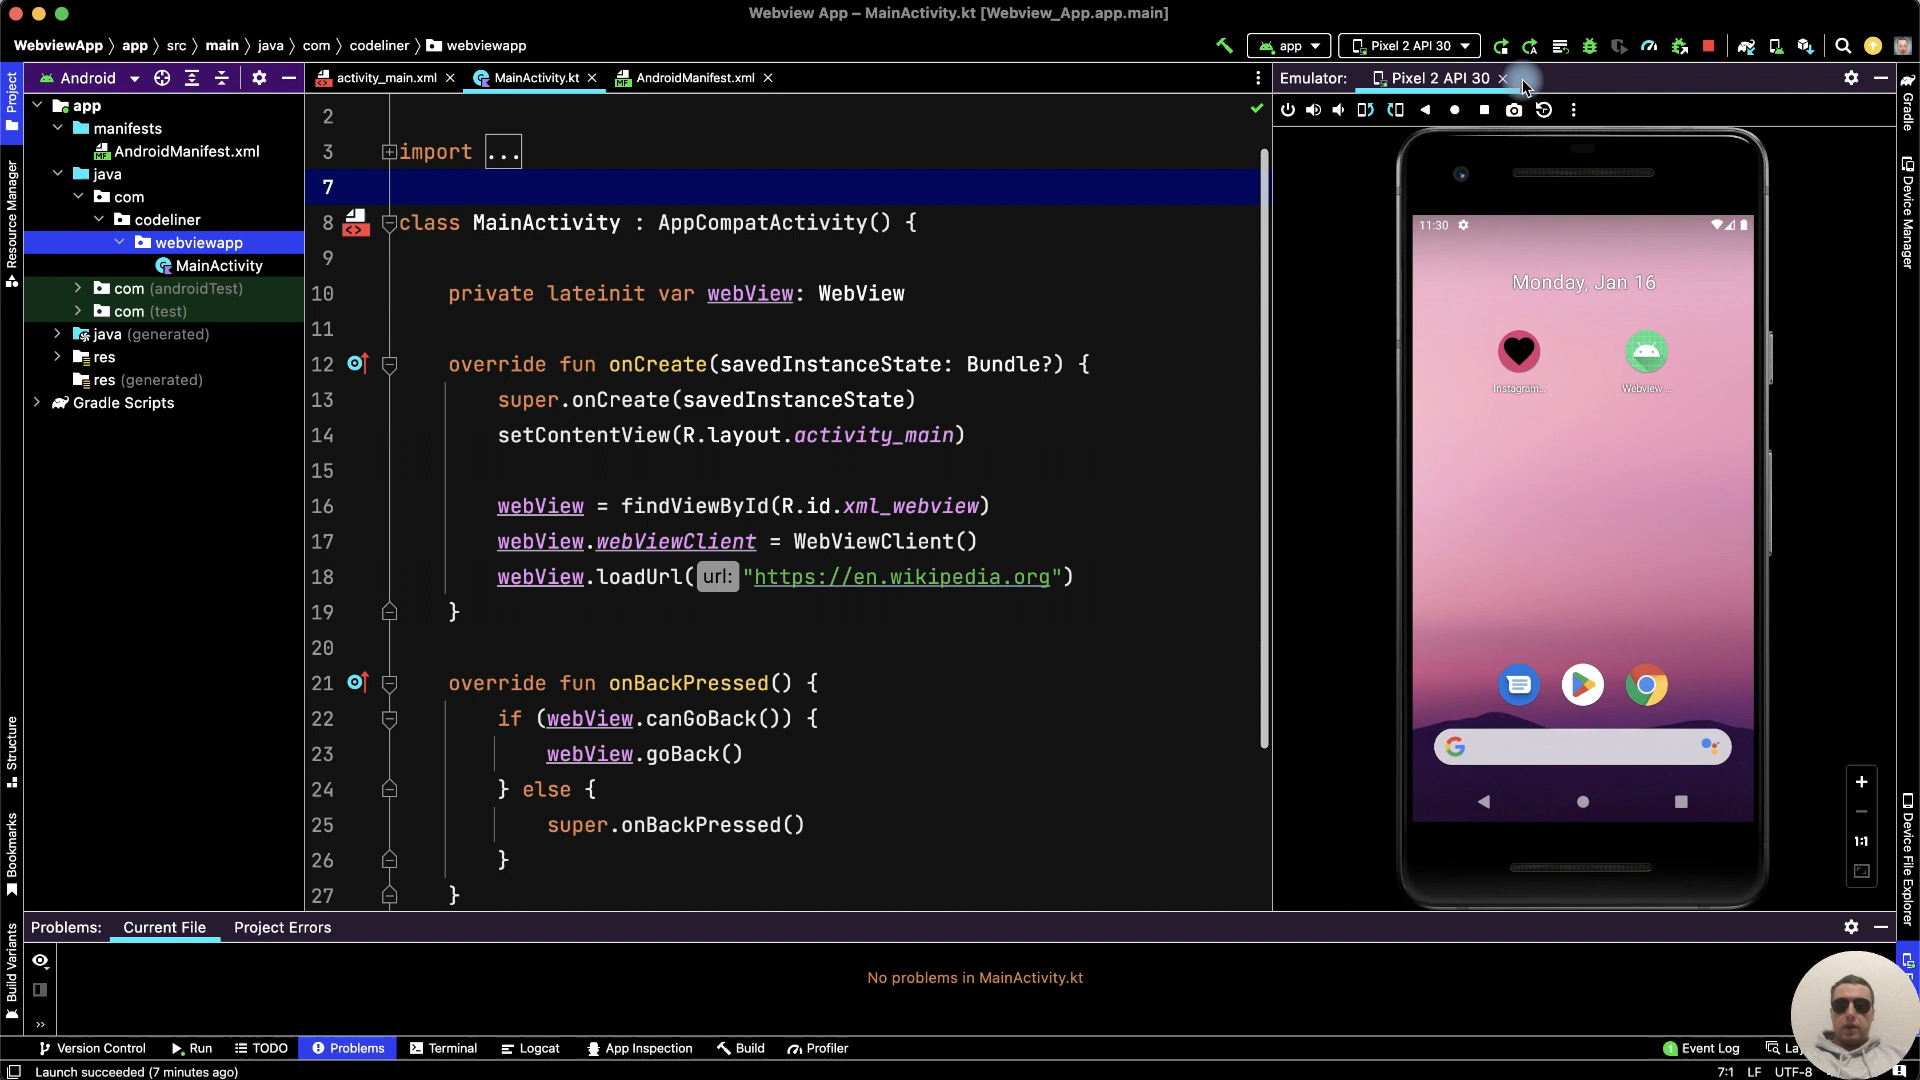 Webview App – MainActivity.kt [Webview_App.app.main]
WebviewApp 〉 app 〉 src 〉 main 〉 java 〉 com 〉 codeliner 〉 webviewapp
app
Pixel 2 API 30
Project
Android
activity_main.xml
MainActivity.kt
AndroidManifest.xml
Emulator:
Pixel 2 API 30
Gradle
app
manifests
AndroidManifest.xml
java
com
codeliner
webviewapp
MainActivity
com (androidTest)
com (test)
java (generated)
res
res (generated)
Gradle Scripts
Resource Manager
Structure
Bookmarks
Build Variants
2
3 import ...
7
8 class MainActivity : AppCompatActivity() {
9
10 private lateinit var webView: WebView
11
12 override fun onCreate(savedInstanceState: Bundle?) {
13 super.onCreate(savedInstanceState)
14 setContentView(R.layout.activity_main)
15
16 webView = findViewById(R.id.xml_webview)
17 webView.webViewClient = WebViewClient()
18 webView.loadUrl( url: "https://en.wikipedia.org")
19 }
20
21 override fun onBackPressed() {
22 if (webView.canGoBack()) {
23 webView.goBack()
24 } else {
25 super.onBackPressed()
26 }
27 }
11:30
Monday, Jan 16
Instagram...
Webview ...
G
1:1
Device Manager
Device File Explorer
Problems:
Current File
Project Errors
No problems in MainActivity.kt
Version Control
Run
TODO
Problems
Terminal
Logcat
App Inspection
Build
Profiler
1 Event Log
Launch succeeded (7 minutes ago)
7:1 LF UTF-8